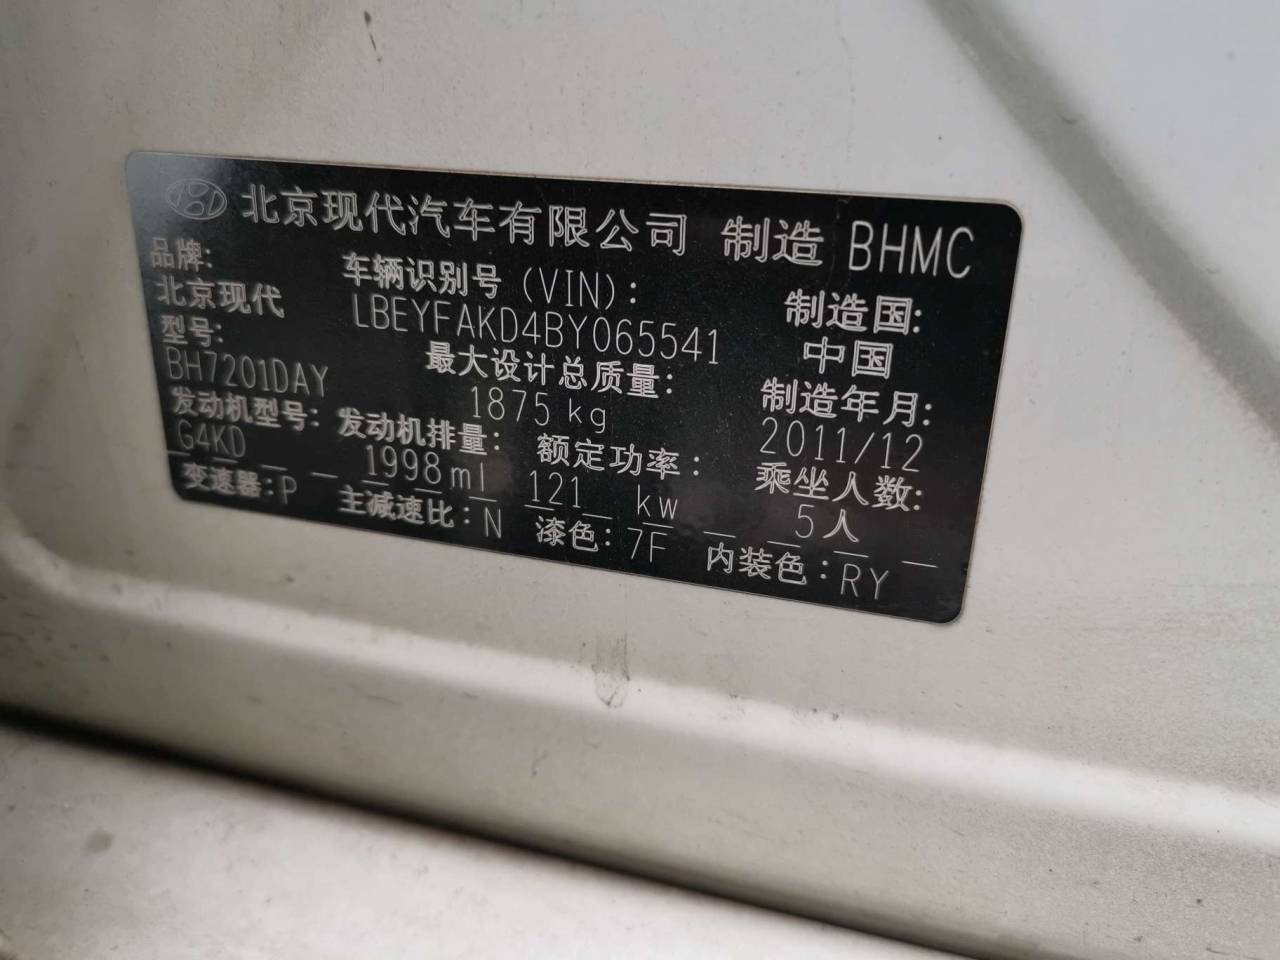 北京现代汽车有限公司 制造 BHMC
品牌: 车辆识别号 (VIN): 制造国:
北京现代 LBEYFAKD4BY065541 中国
型号: 最大设计总质量: 制造年月:
BH7201DAY 1875 kg 2011/12
发动机型号: 发动机排量: 额定功率: 乘坐人数:
G4KD 1998 ml 121 kw 5人
变速器: P 主减速比: N 漆色: 7F 内装色: RY